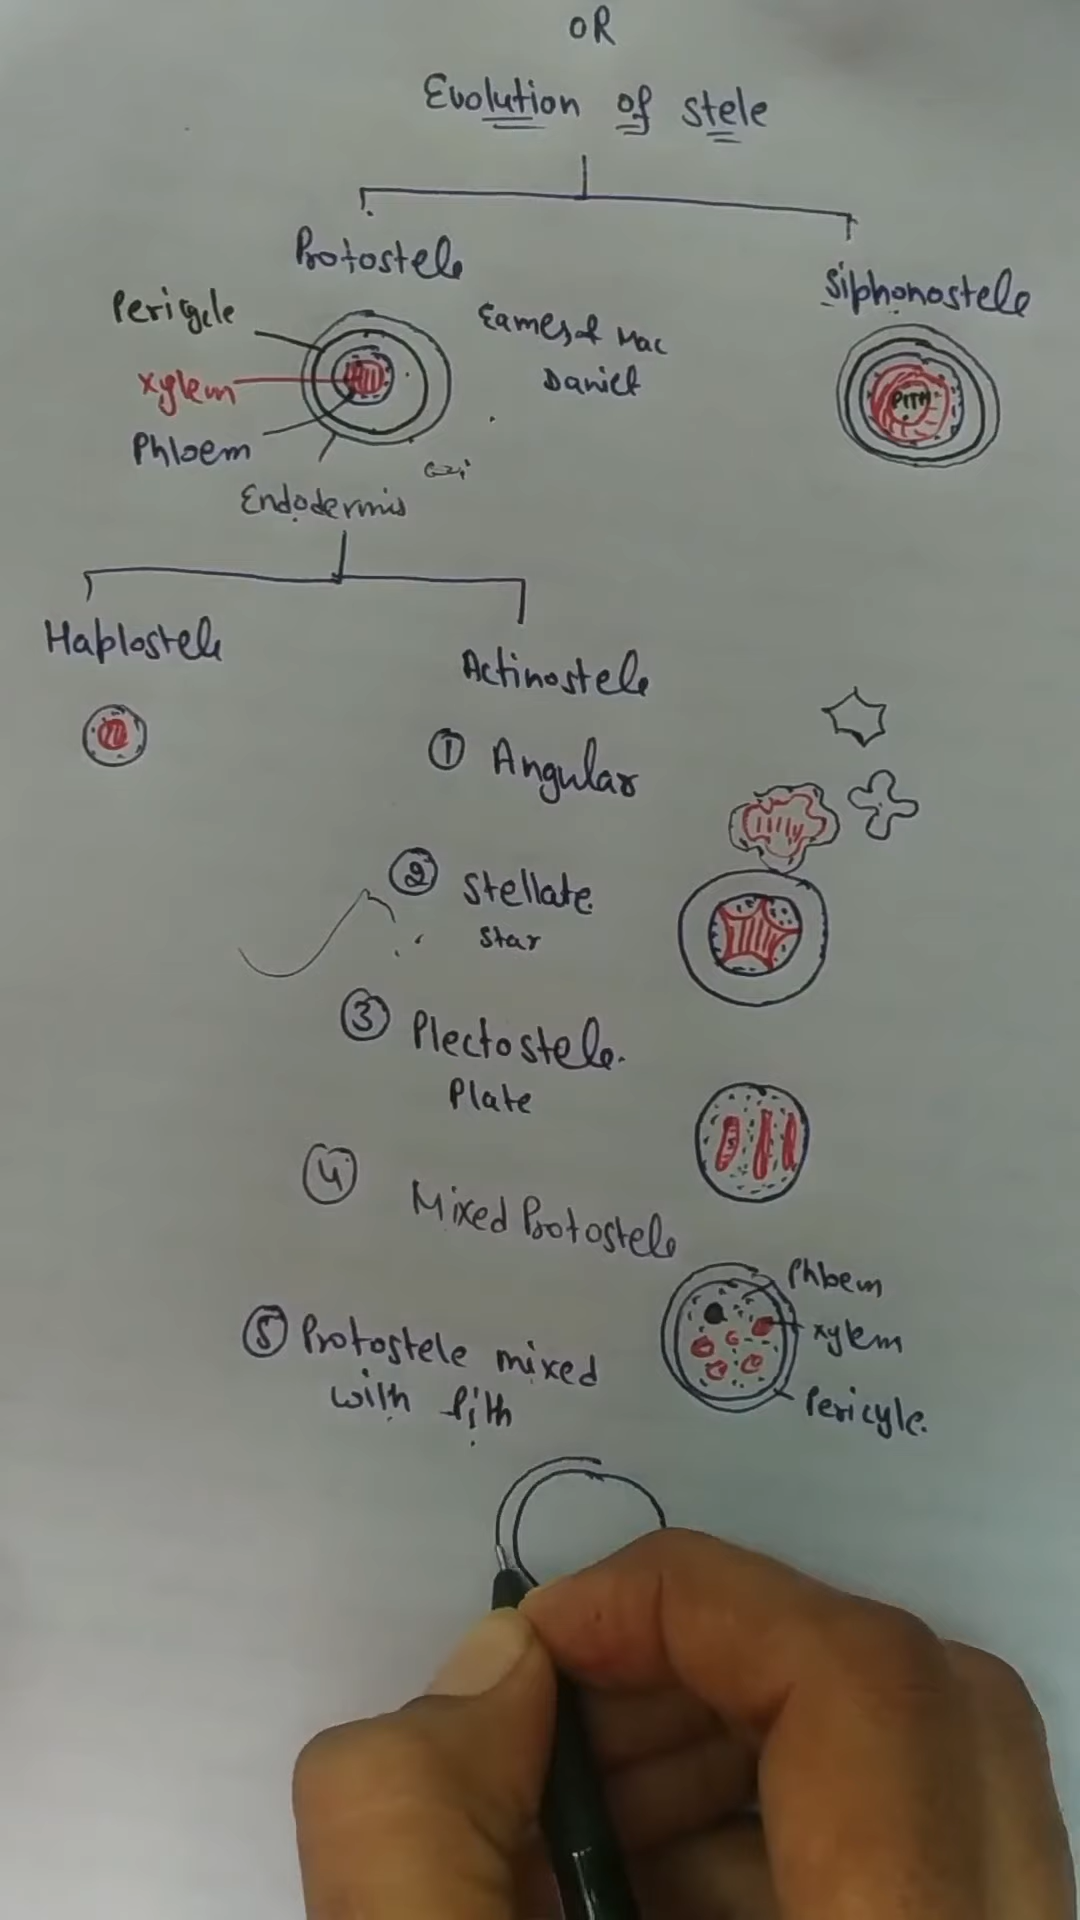 OR
Evolution of stele
Protostele
Siphonostele
Pericycle
Eames & Mac
Daniel
xylem
PITH
Phloem
Endodermis
Haplostele
Actinostele
① Angular
② Stellate
Star
③ Plectostele.
Plate
④ Mixed Protostele
Phloem
xylem
Pericyle.
⑤ Protostele mixed
with Pith